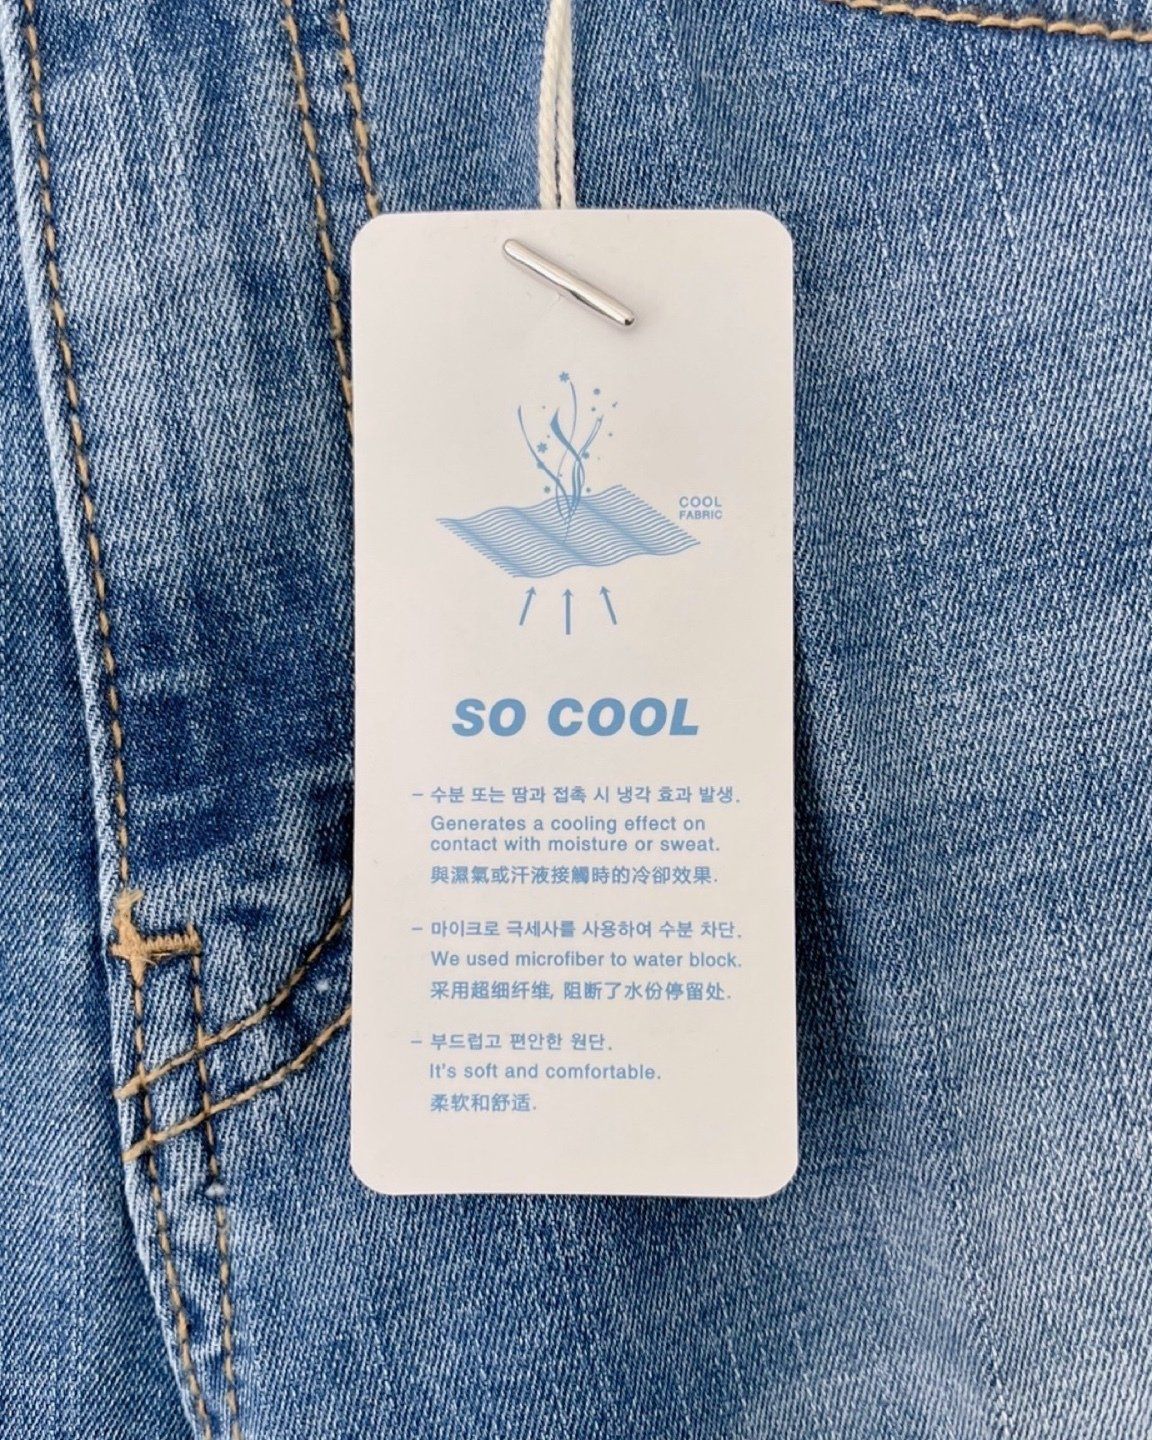 COOL
FABRIC
SO COOL
- 수분 또는 땀과 접촉 시 냉각 효과 발생.
Generates a cooling effect on
contact with moisture or sweat.
與濕氣或汗液接觸時的冷卻效果.
- 마이크로 극세사를 사용하여 수분 차단.
We used microfiber to water block.
采用超细纤维, 阻断了水份停留处.
- 부드럽고 편안한 원단.
It's soft and comfortable.
柔软和舒适.